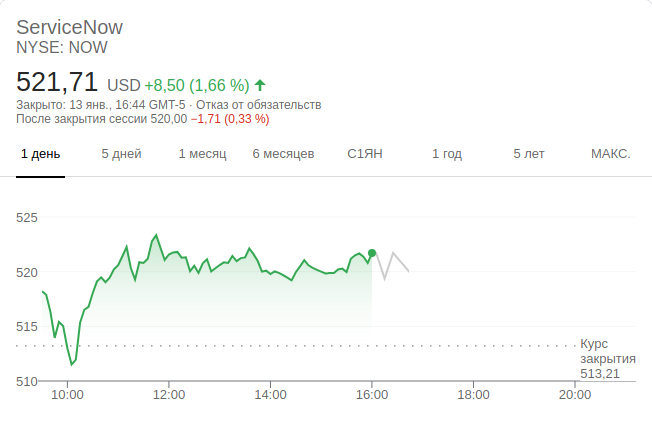 ServiceNow
NYSE: NOW
521,71 USD +8,50 (1,66 %)
Закрыто: 13 янв., 16:44 GMT-5 · Отказ от обязательств
После закрытия сессии 520,00 −1,71 (0,33 %)
1 день 5 дней 1 месяц 6 месяцев С1ЯН 1 год 5 лет МАКС.
525
520
515
Курс
закрытия
513,21
510
10:00 12:00 14:00 16:00 18:00 20:00